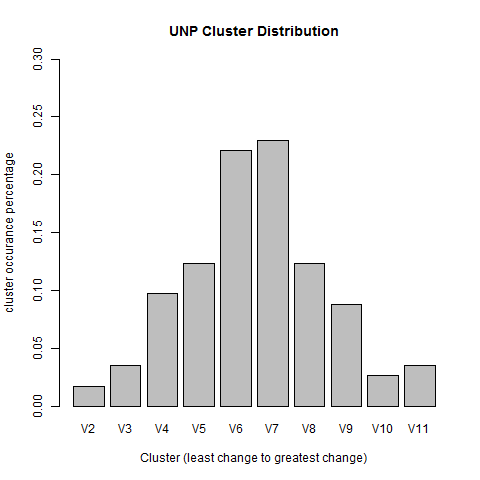 UNP Cluster Distribution
cluster occurance percentage
0.30
0.25
0.20
0.15
0.10
0.05
0.00
V2 V3 V4 V5 V6 V7 V8 V9 V10 V11
Cluster (least change to greatest change)